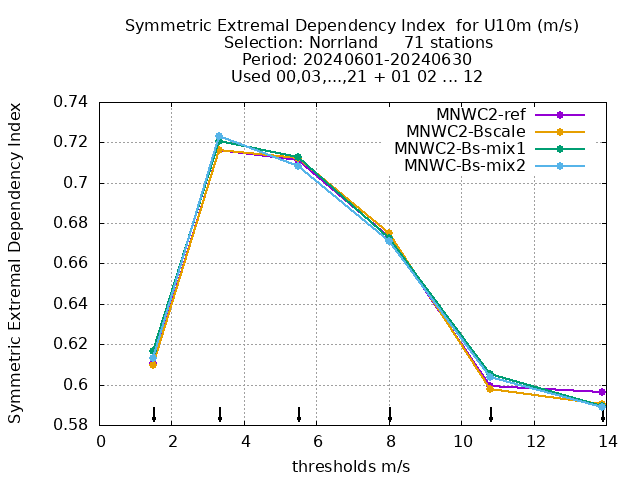 Symmetric Extremal Dependency Index  for U10m (m/s)
Selection: Norrland     71 stations
Period: 20240601-20240630
Used 00,03,...,21 + 01 02 ... 12
Symmetric Extremal Dependency Index
0.74
0.72
0.7
0.68
0.66
0.64
0.62
0.6
0.58
MNWC2-ref
MNWC2-Bscale
MNWC2-Bs-mix1
MNWC-Bs-mix2
0 2 4 6 8 10 12 14
thresholds m/s